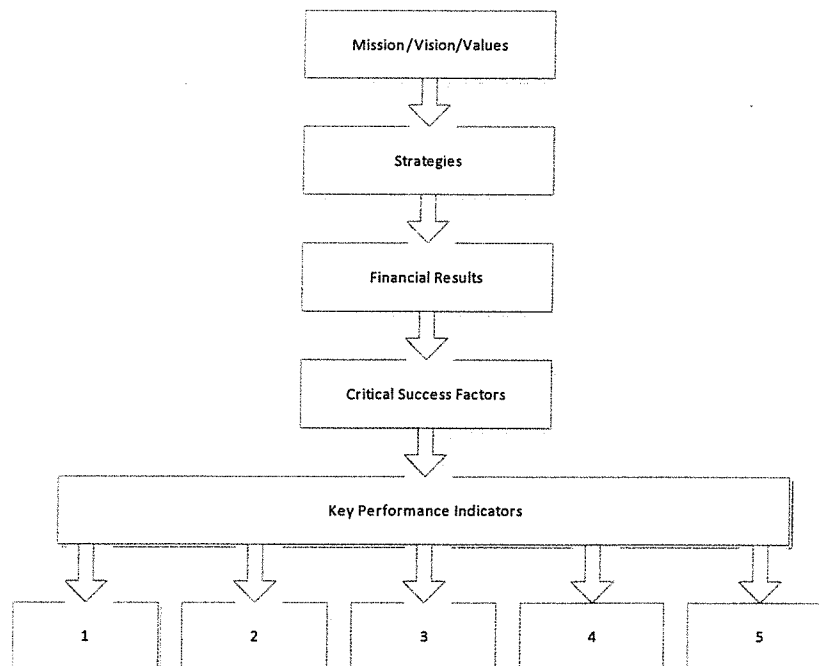 Mission/Vision/Values
Strategies
Financial Results
Critical Success Factors
Key Performance Indicators
1 2 3 4 5